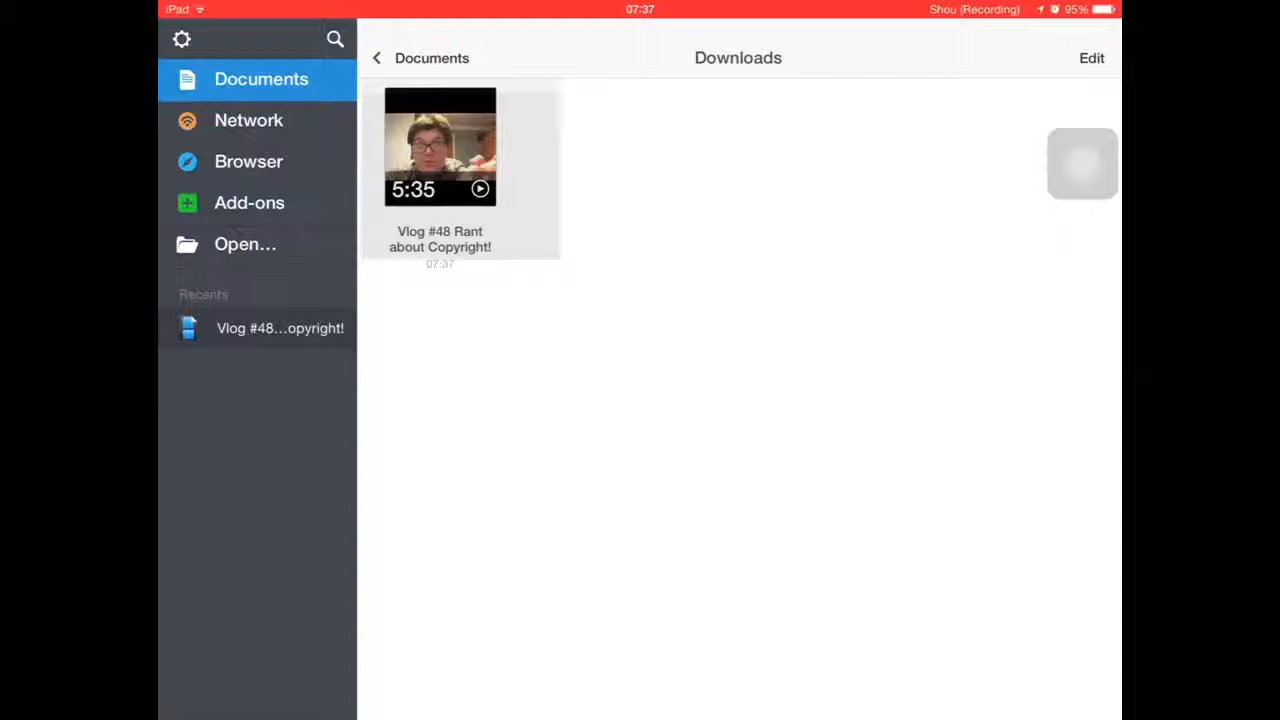 iPad 07:37 Shou (Recording) 95%
Documents
Network
Browser
Add-ons
Open...
Recents
Vlog #48...opyright!
Documents Downloads Edit
5:35
Vlog #48 Rant
about Copyright!
07:37